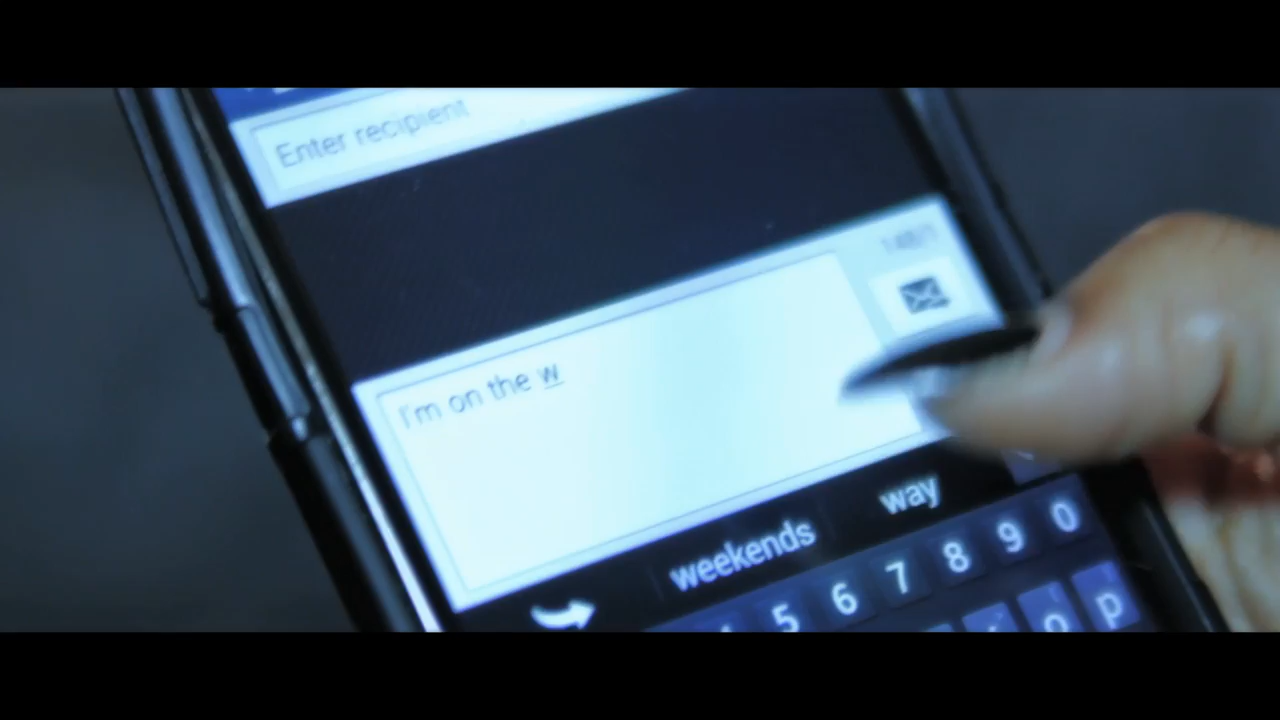 Enter recipient
I'm on the w
weekends way
5 6 7 8 9 0
o p